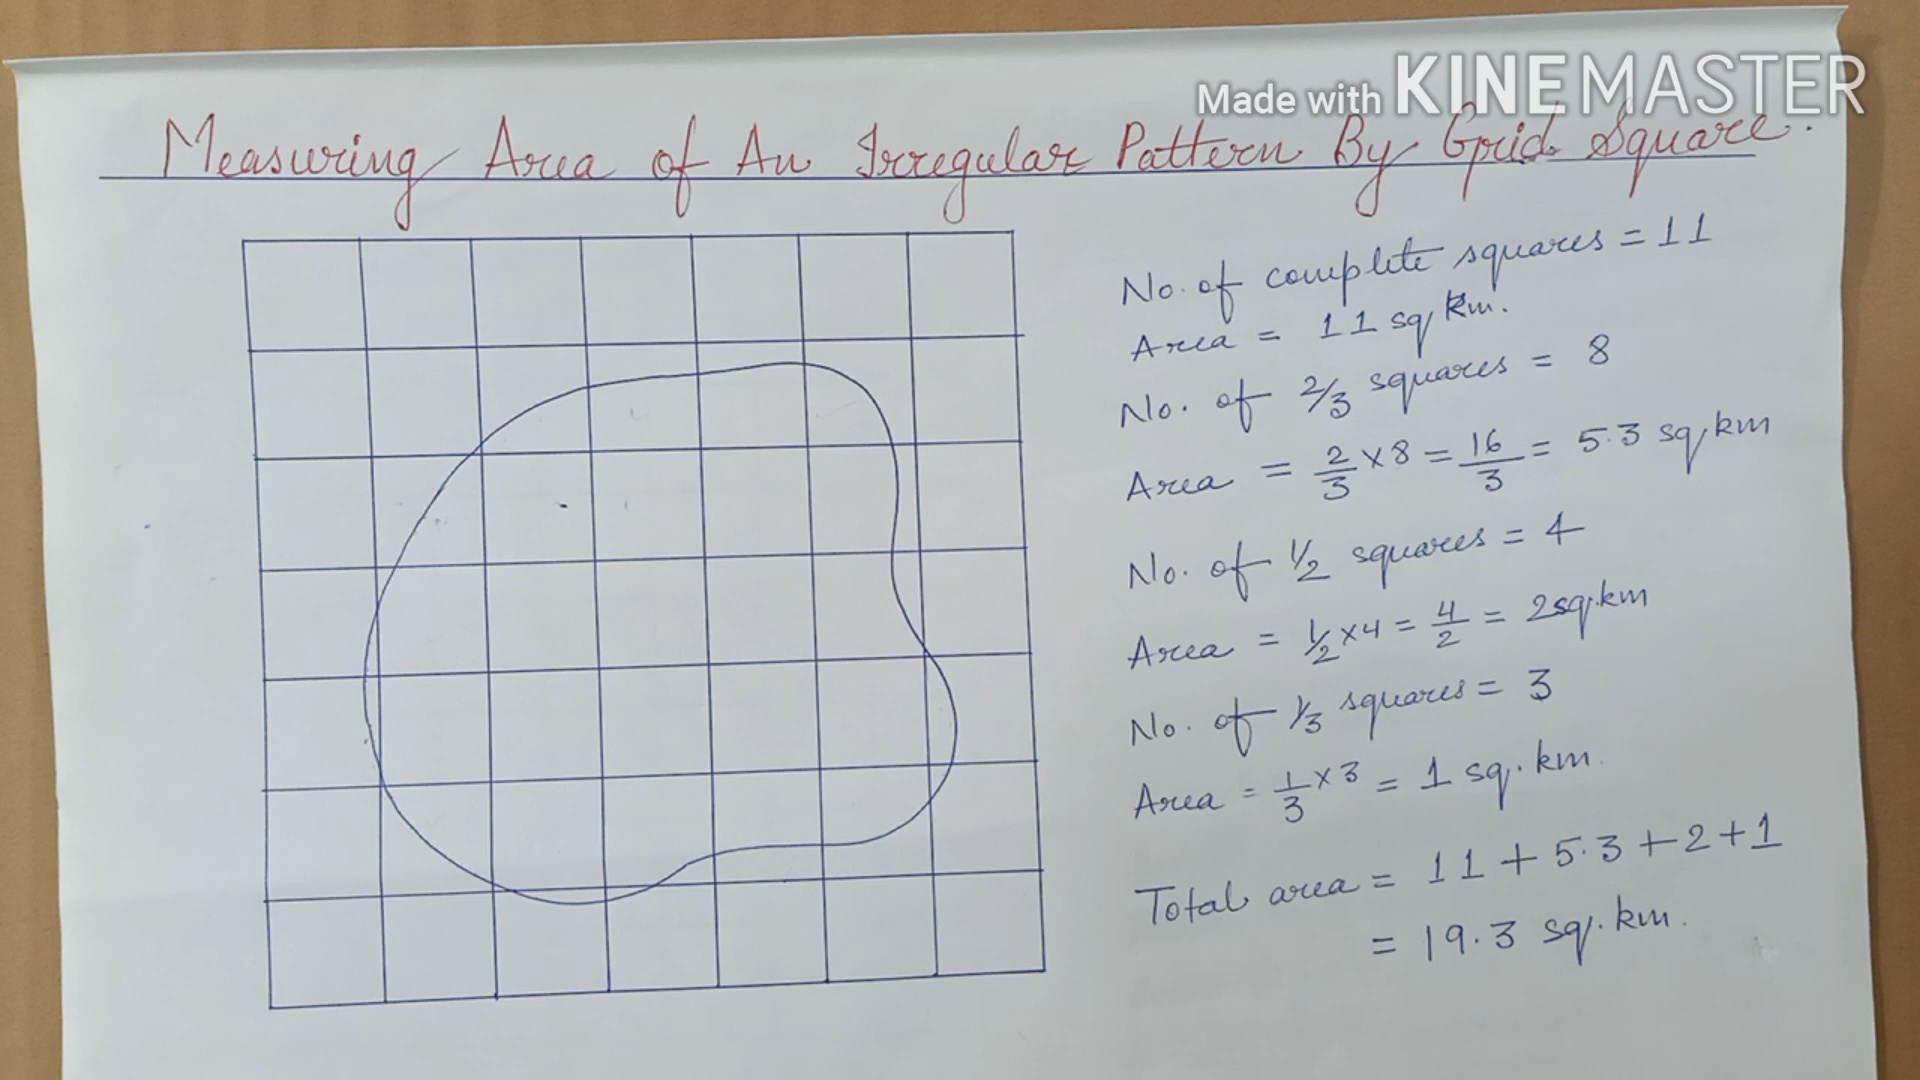 Made with KINEMASTER
Measuring Area of An Irregular Pattern By Grid Square.
No. of complete squares = 11
Area = 11 sq km.
No. of 2/3 squares = 8
Area = 2/3 × 8 = 16/3 = 5.3 sq km
No. of 1/2 squares = 4
Area = 1/2 × 4 = 4/2 = 2 sq. km
No. of 1/3 squares = 3
Area = 1/3 × 3 = 1 sq. km.
Total area = 11 + 5.3 + 2 + 1
= 19.3 sq. km.